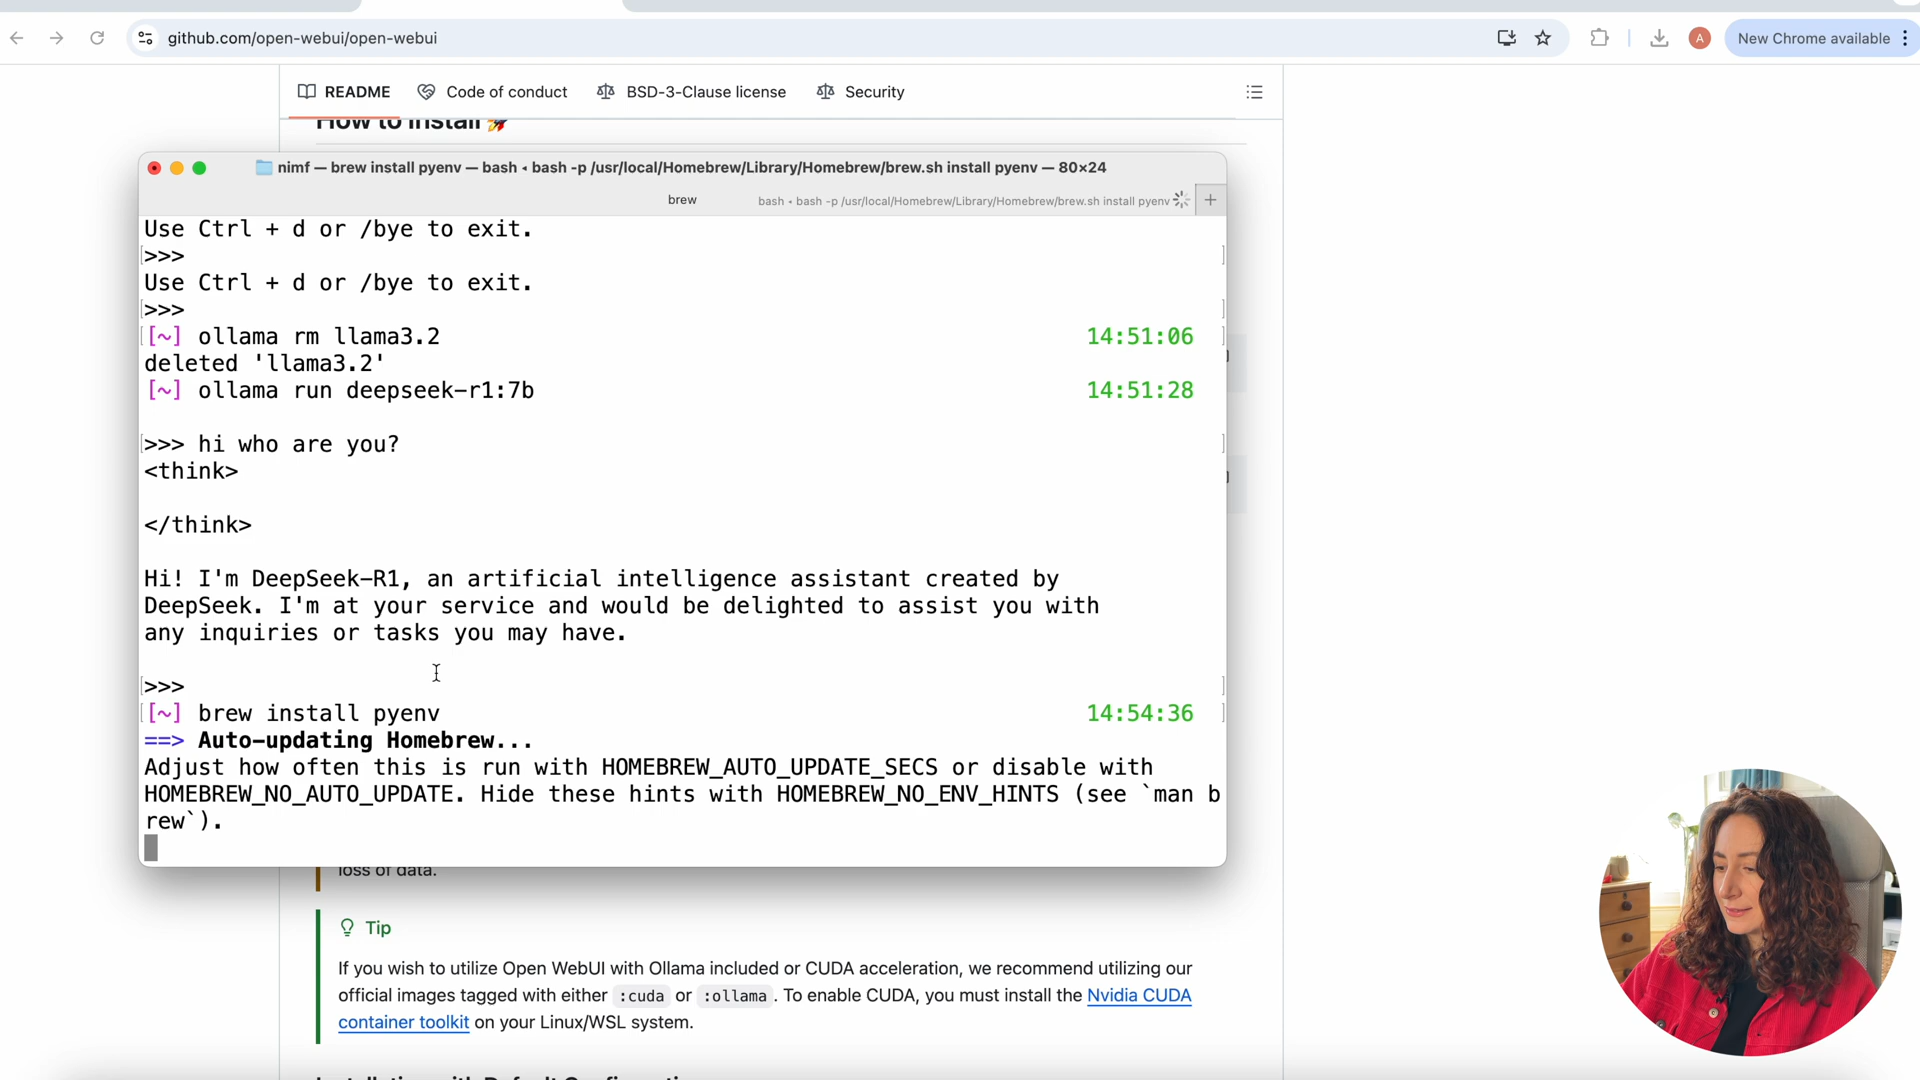 github.com/open-webui/open-webui
A
New Chrome available
README
Code of conduct
BSD-3-Clause license
Security
How to install 🚀
nimf — brew install pyenv — bash ◂ bash -p /usr/local/Homebrew/Library/Homebrew/brew.sh install pyenv — 80×24
brew
bash ◂ bash -p /usr/local/Homebrew/Library/Homebrew/brew.sh install pyenv
+
Use Ctrl + d or /bye to exit.
>>>
Use Ctrl + d or /bye to exit.
>>>
[~] ollama rm llama3.2 14:51:06
deleted 'llama3.2'
[~] ollama run deepseek-r1:7b 14:51:28
>>> hi who are you?
<think>
</think>
Hi! I'm DeepSeek-R1, an artificial intelligence assistant created by
DeepSeek. I'm at your service and would be delighted to assist you with
any inquiries or tasks you may have.
>>>
[~] brew install pyenv 14:54:36
==> Auto-updating Homebrew...
Adjust how often this is run with HOMEBREW_AUTO_UPDATE_SECS or disable with
HOMEBREW_NO_AUTO_UPDATE. Hide these hints with HOMEBREW_NO_ENV_HINTS (see `man b
rew`).
loss of data.
Tip
If you wish to utilize Open WebUI with Ollama included or CUDA acceleration, we recommend utilizing our
official images tagged with either :cuda or :ollama. To enable CUDA, you must install the Nvidia CUDA
container toolkit on your Linux/WSL system.